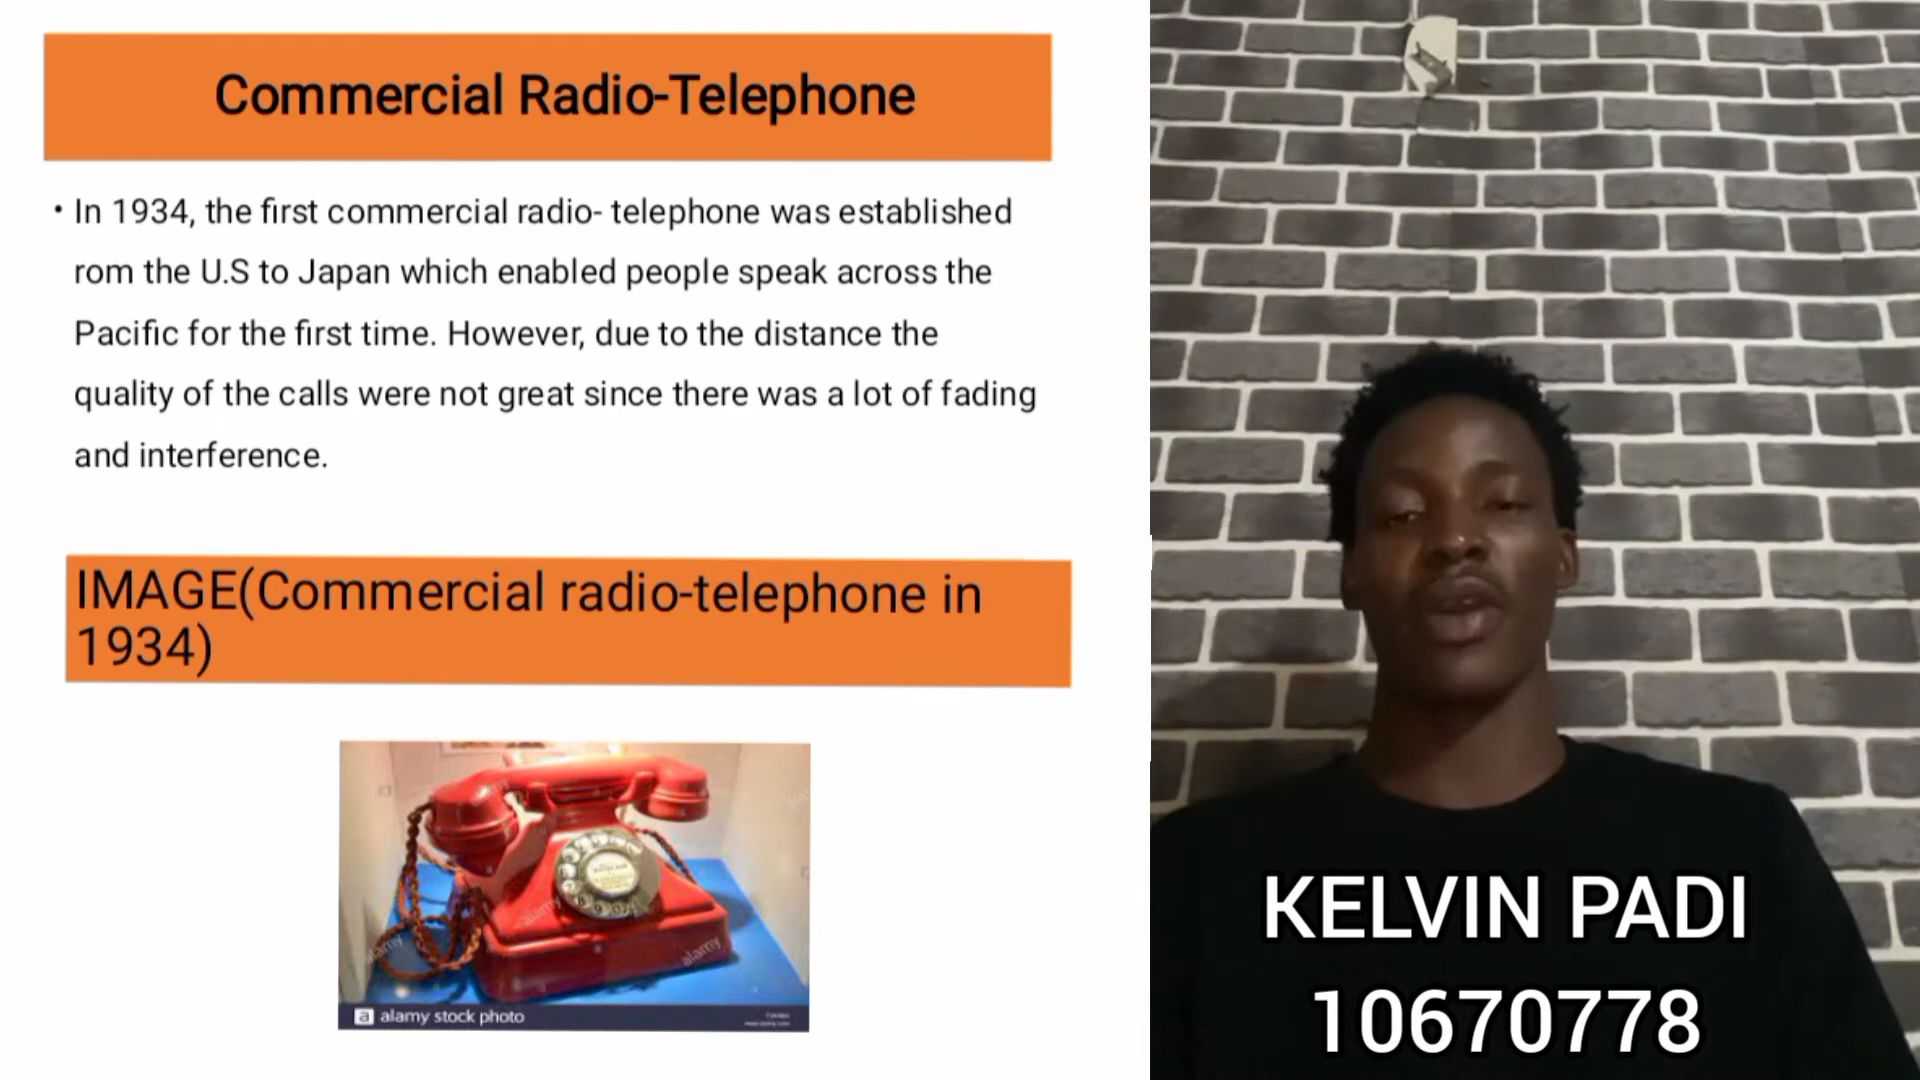 Commercial Radio-Telephone
• In 1934, the first commercial radio- telephone was established
rom the U.S to Japan which enabled people speak across the
Pacific for the first time. However, due to the distance the
quality of the calls were not great since there was a lot of fading
and interference.
IMAGE(Commercial radio-telephone in
1934)
alamy
alamy
alamy
a alamy stock photo
KELVIN PADI
10670778